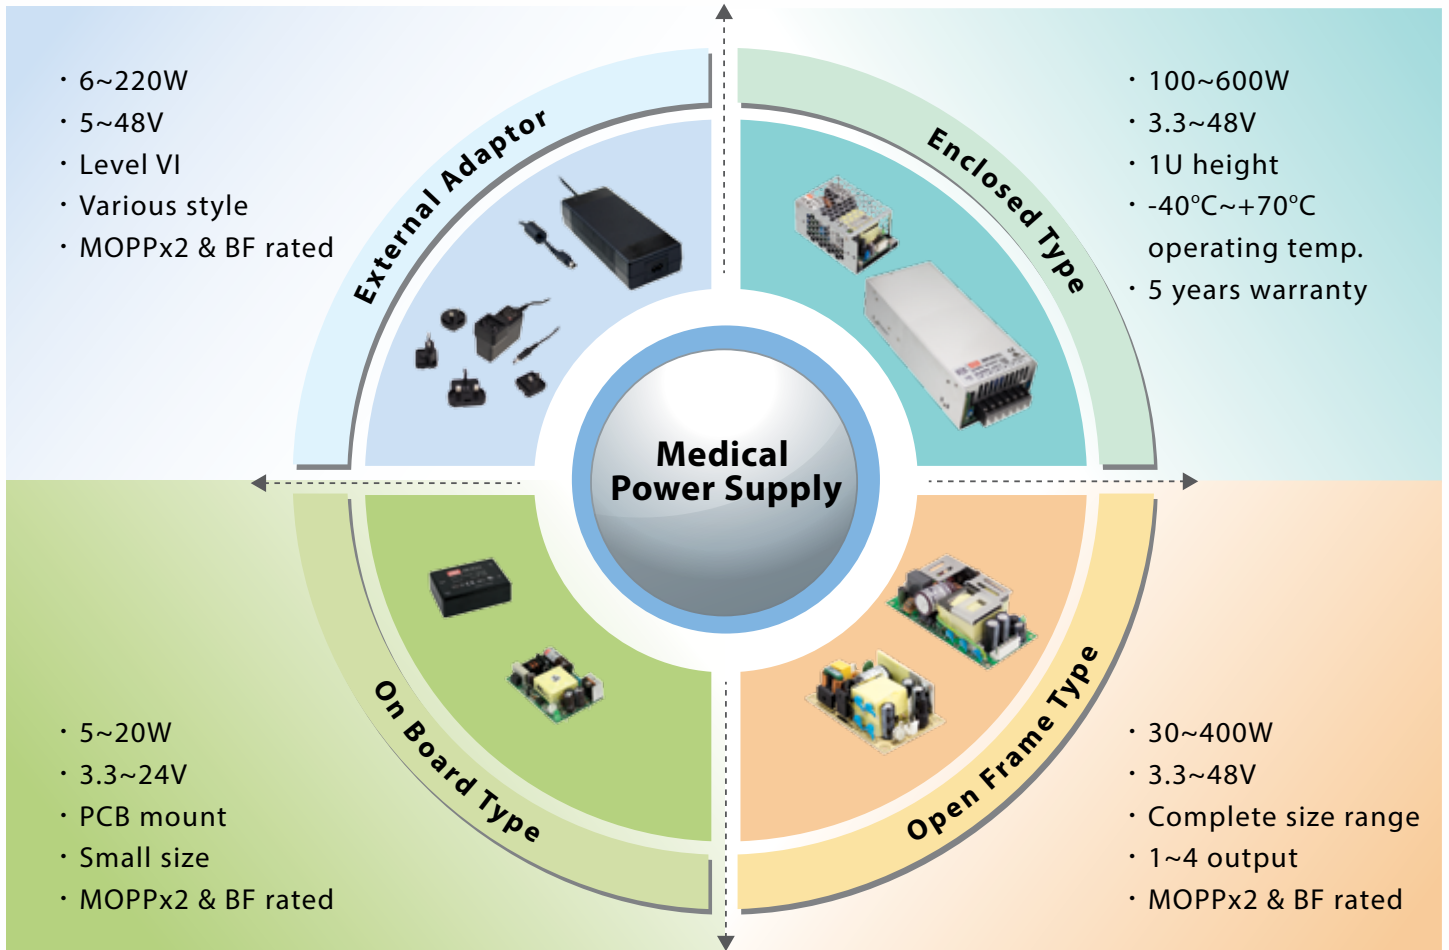 · 6~220W
· 5~48V
· Level VI
· Various style
· MOPPx2 & BF rated
External Adaptor
Enclosed Type
· 100~600W
· 3.3~48V
· 1U height
· -40°C~+70°C
operating temp.
· 5 years warranty
Medical
Power Supply
· 5~20W
· 3.3~24V
· PCB mount
· Small size
· MOPPx2 & BF rated
On Board Type
Open Frame Type
· 30~400W
· 3.3~48V
· Complete size range
· 1~4 output
· MOPPx2 & BF rated